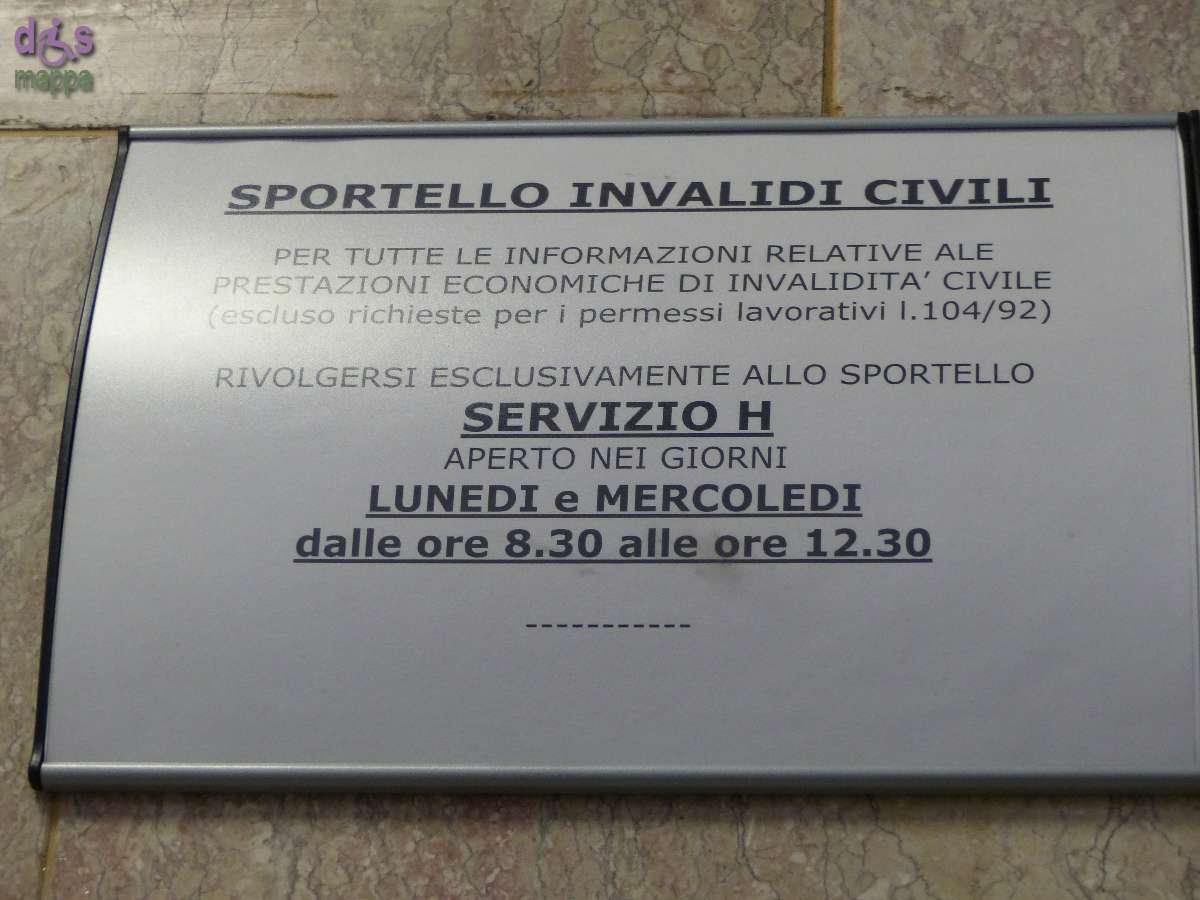 dis
mappa
SPORTELLO INVALIDI CIVILI
PER TUTTE LE INFORMAZIONI RELATIVE ALE
PRESTAZIONI ECONOMICHE DI INVALIDITA’ CIVILE
(escluso richieste per i permessi lavorativi l.104/92)
RIVOLGERSI ESCLUSIVAMENTE ALLO SPORTELLO
SERVIZIO H
APERTO NEI GIORNI
LUNEDI e MERCOLEDI
dalle ore 8.30 alle ore 12.30
-----------